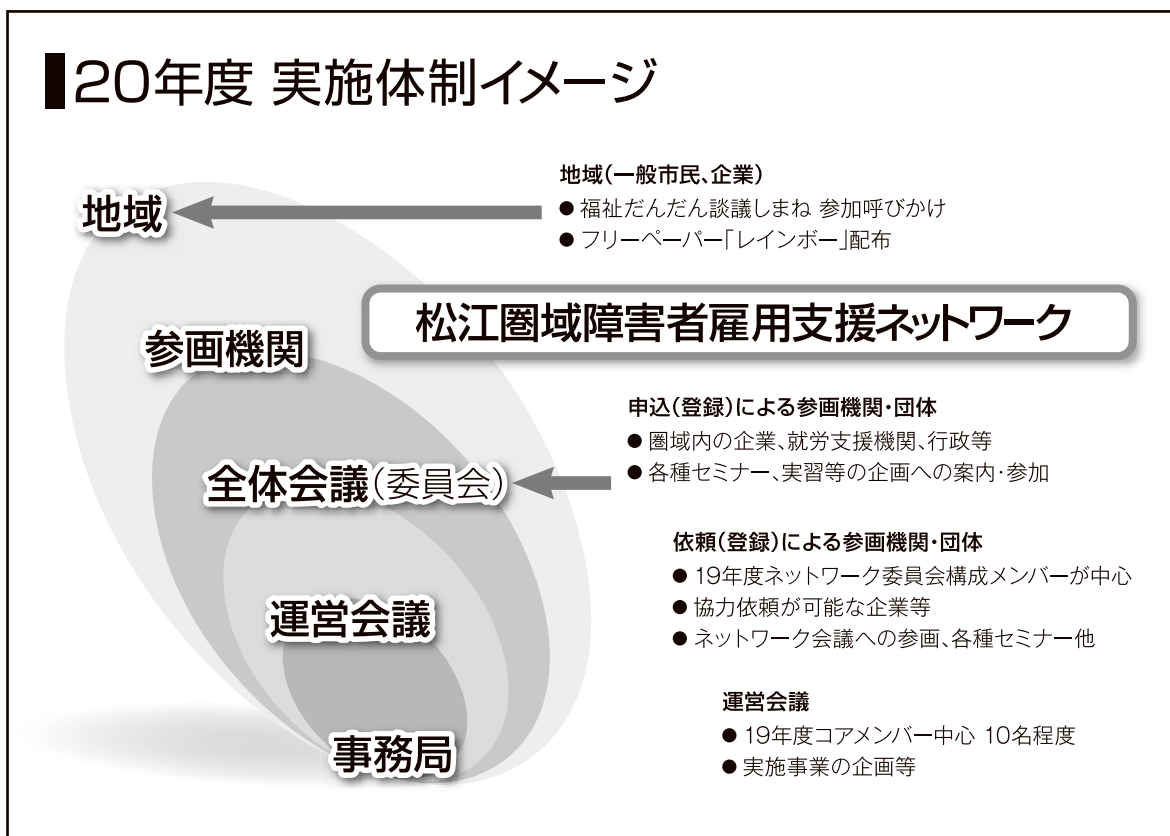 20年度 実施体制イメージ
地域
地域(一般市民、企業)
● 福祉だんだん談議しまね 参加呼びかけ
● フリーペーパー「レインボー」配布
松江圏域障害者雇用支援ネットワーク
参画機関
申込(登録)による参画機関・団体
● 圏域内の企業、就労支援機関、行政等
● 各種セミナー、実習等の企画への案内・参加
全体会議(委員会)
依頼(登録)による参画機関・団体
● 19年度ネットワーク委員会構成メンバーが中心
● 協力依頼が可能な企業等
● ネットワーク会議への参画、各種セミナー他
運営会議
運営会議
● 19年度コアメンバー中心 10名程度
● 実施事業の企画等
事務局